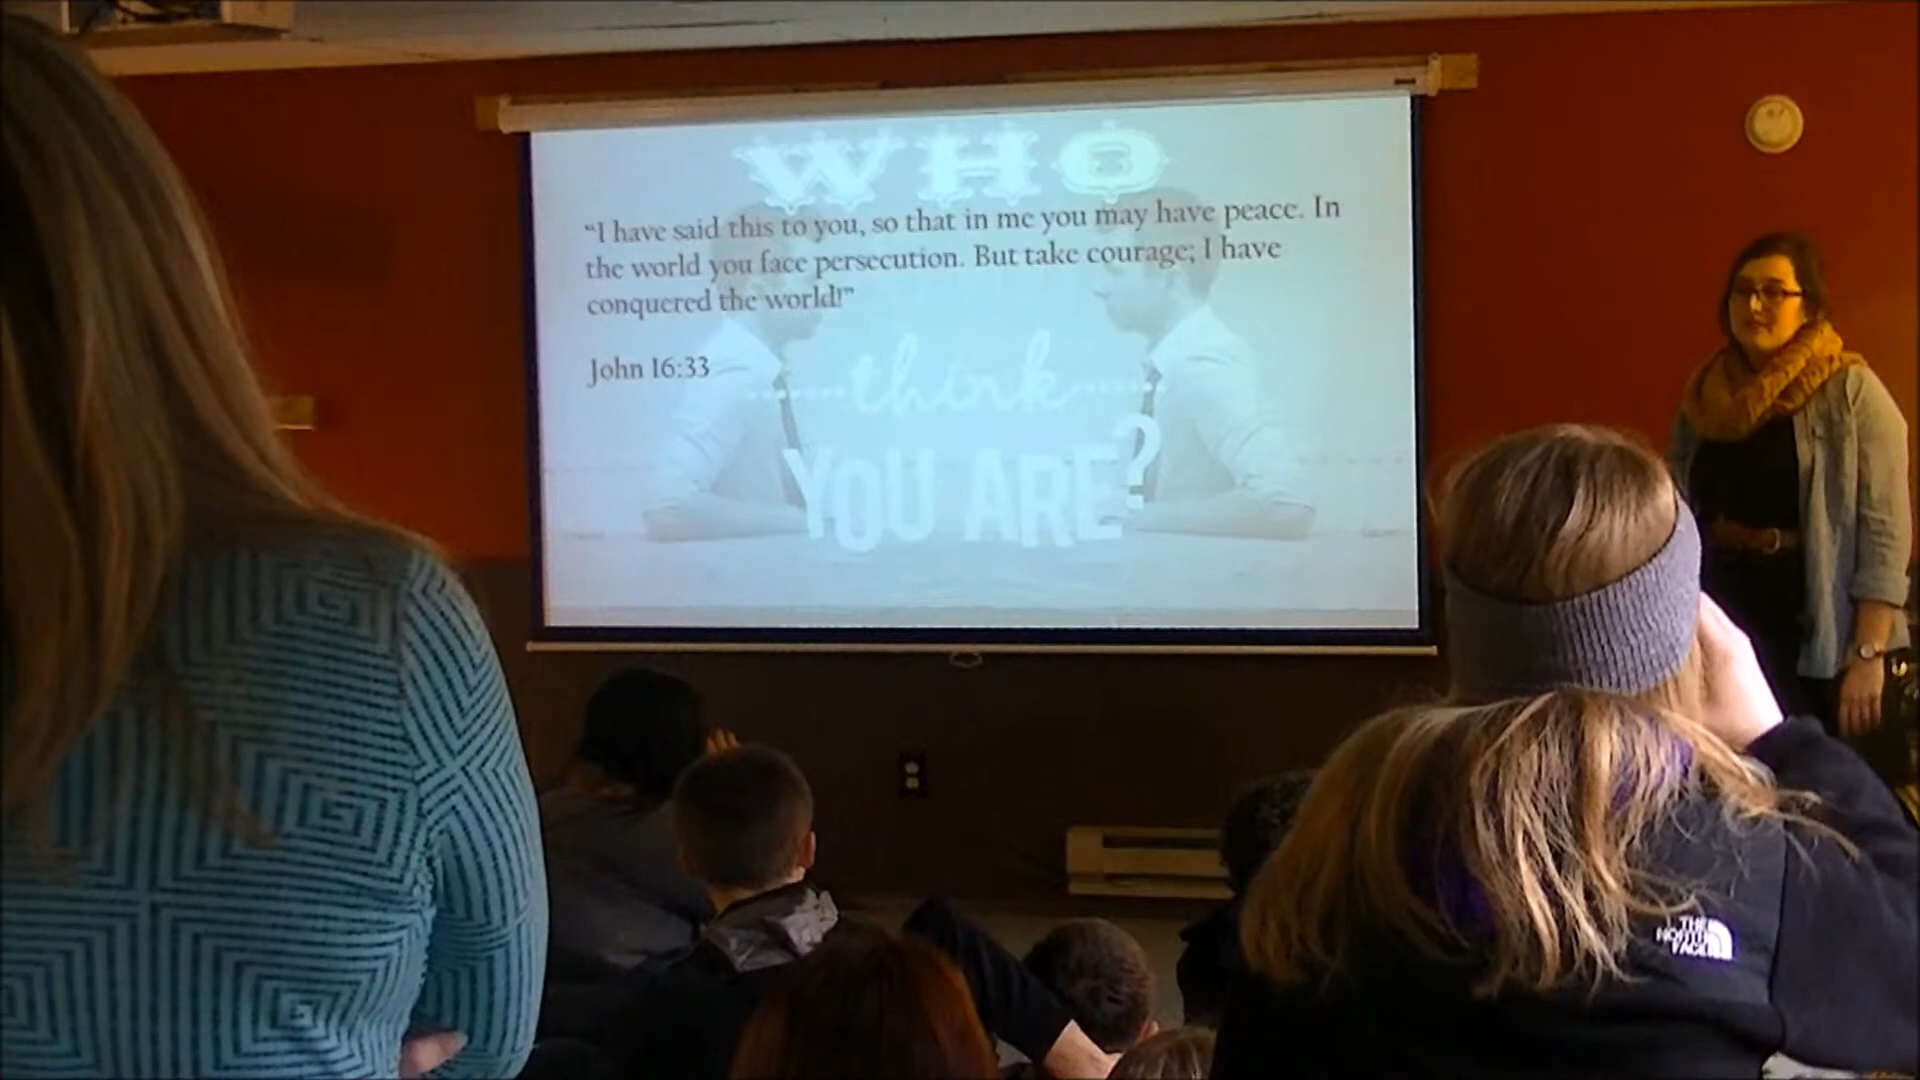 WHO
“I have said this to you, so that in me you may have peace. In
the world you face persecution. But take courage; I have
conquered the world!”
John 16:33
think
YOU ARE?
THE
NORTH
FACE